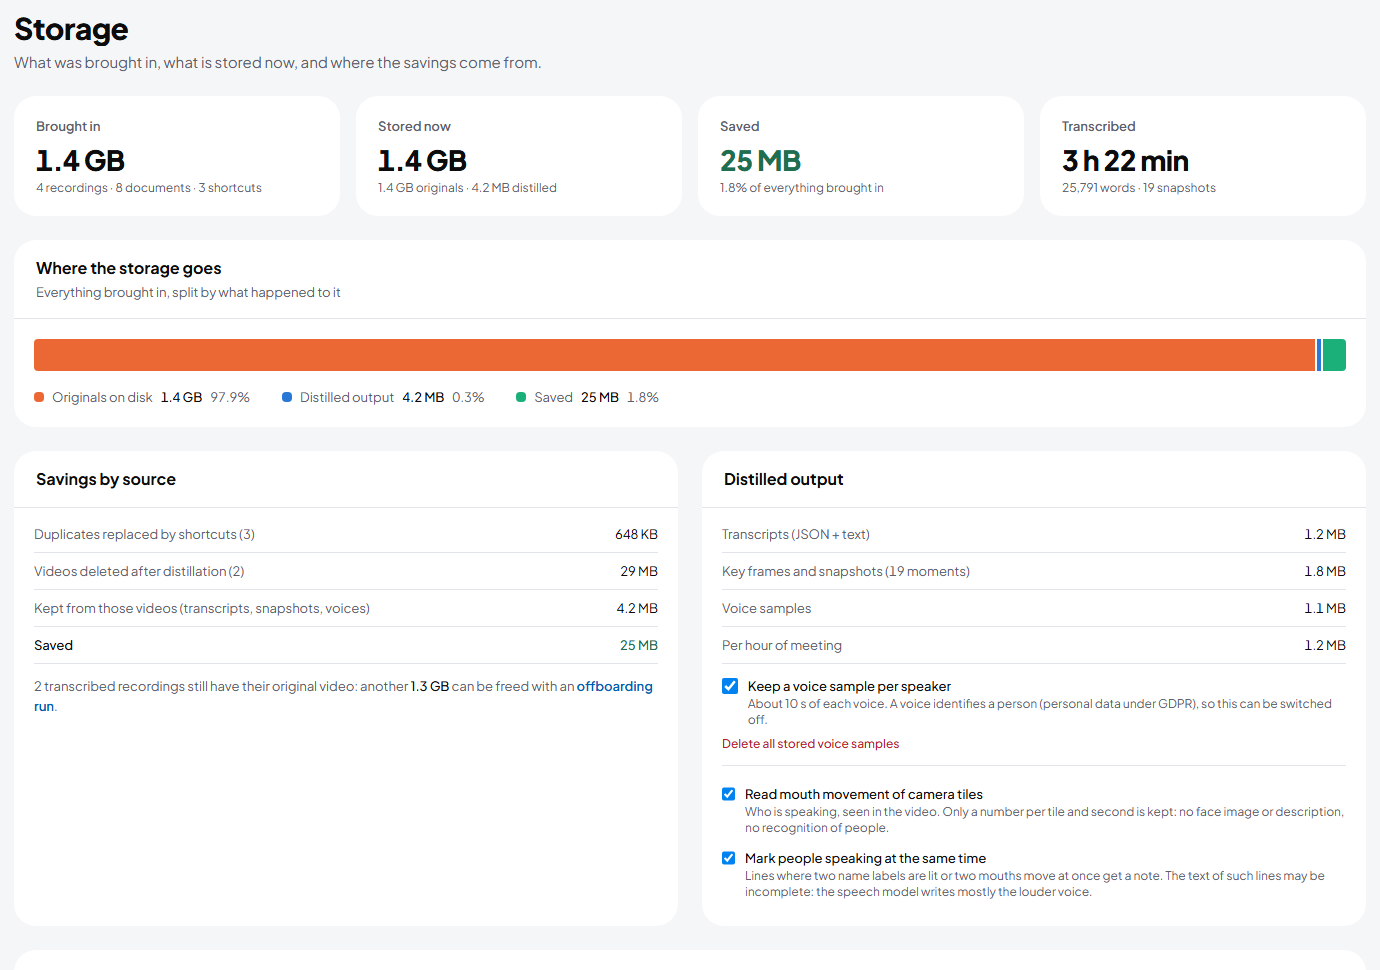 Storage
What was brought in, what is stored now, and where the savings come from.
Brought in
1.4 GB
4 recordings · 8 documents · 3 shortcuts
Stored now
1.4 GB
1.4 GB originals · 4.2 MB distilled
Saved
25 MB
1.8% of everything brought in
Transcribed
3 h 22 min
25,791 words · 19 snapshots
Where the storage goes
Everything brought in, split by what happened to it
Originals on disk 1.4 GB 97.9%
Distilled output 4.2 MB 0.3%
Saved 25 MB 1.8%
Savings by source
Duplicates replaced by shortcuts (3) 648 KB
Videos deleted after distillation (2) 29 MB
Kept from those videos (transcripts, snapshots, voices) 4.2 MB
Saved 25 MB
2 transcribed recordings still have their original video: another 1.3 GB can be freed with an offboarding
run.
Distilled output
Transcripts (JSON + text) 1.2 MB
Key frames and snapshots (19 moments) 1.8 MB
Voice samples 1.1 MB
Per hour of meeting 1.2 MB
Keep a voice sample per speaker
About 10 s of each voice. A voice identifies a person (personal data under GDPR), so this can be switched
off.
Delete all stored voice samples
Read mouth movement of camera tiles
Who is speaking, seen in the video. Only a number per tile and second is kept: no face image or description,
no recognition of people.
Mark people speaking at the same time
Lines where two name labels are lit or two mouths move at once get a note. The text of such lines may be
incomplete: the speech model writes mostly the louder voice.